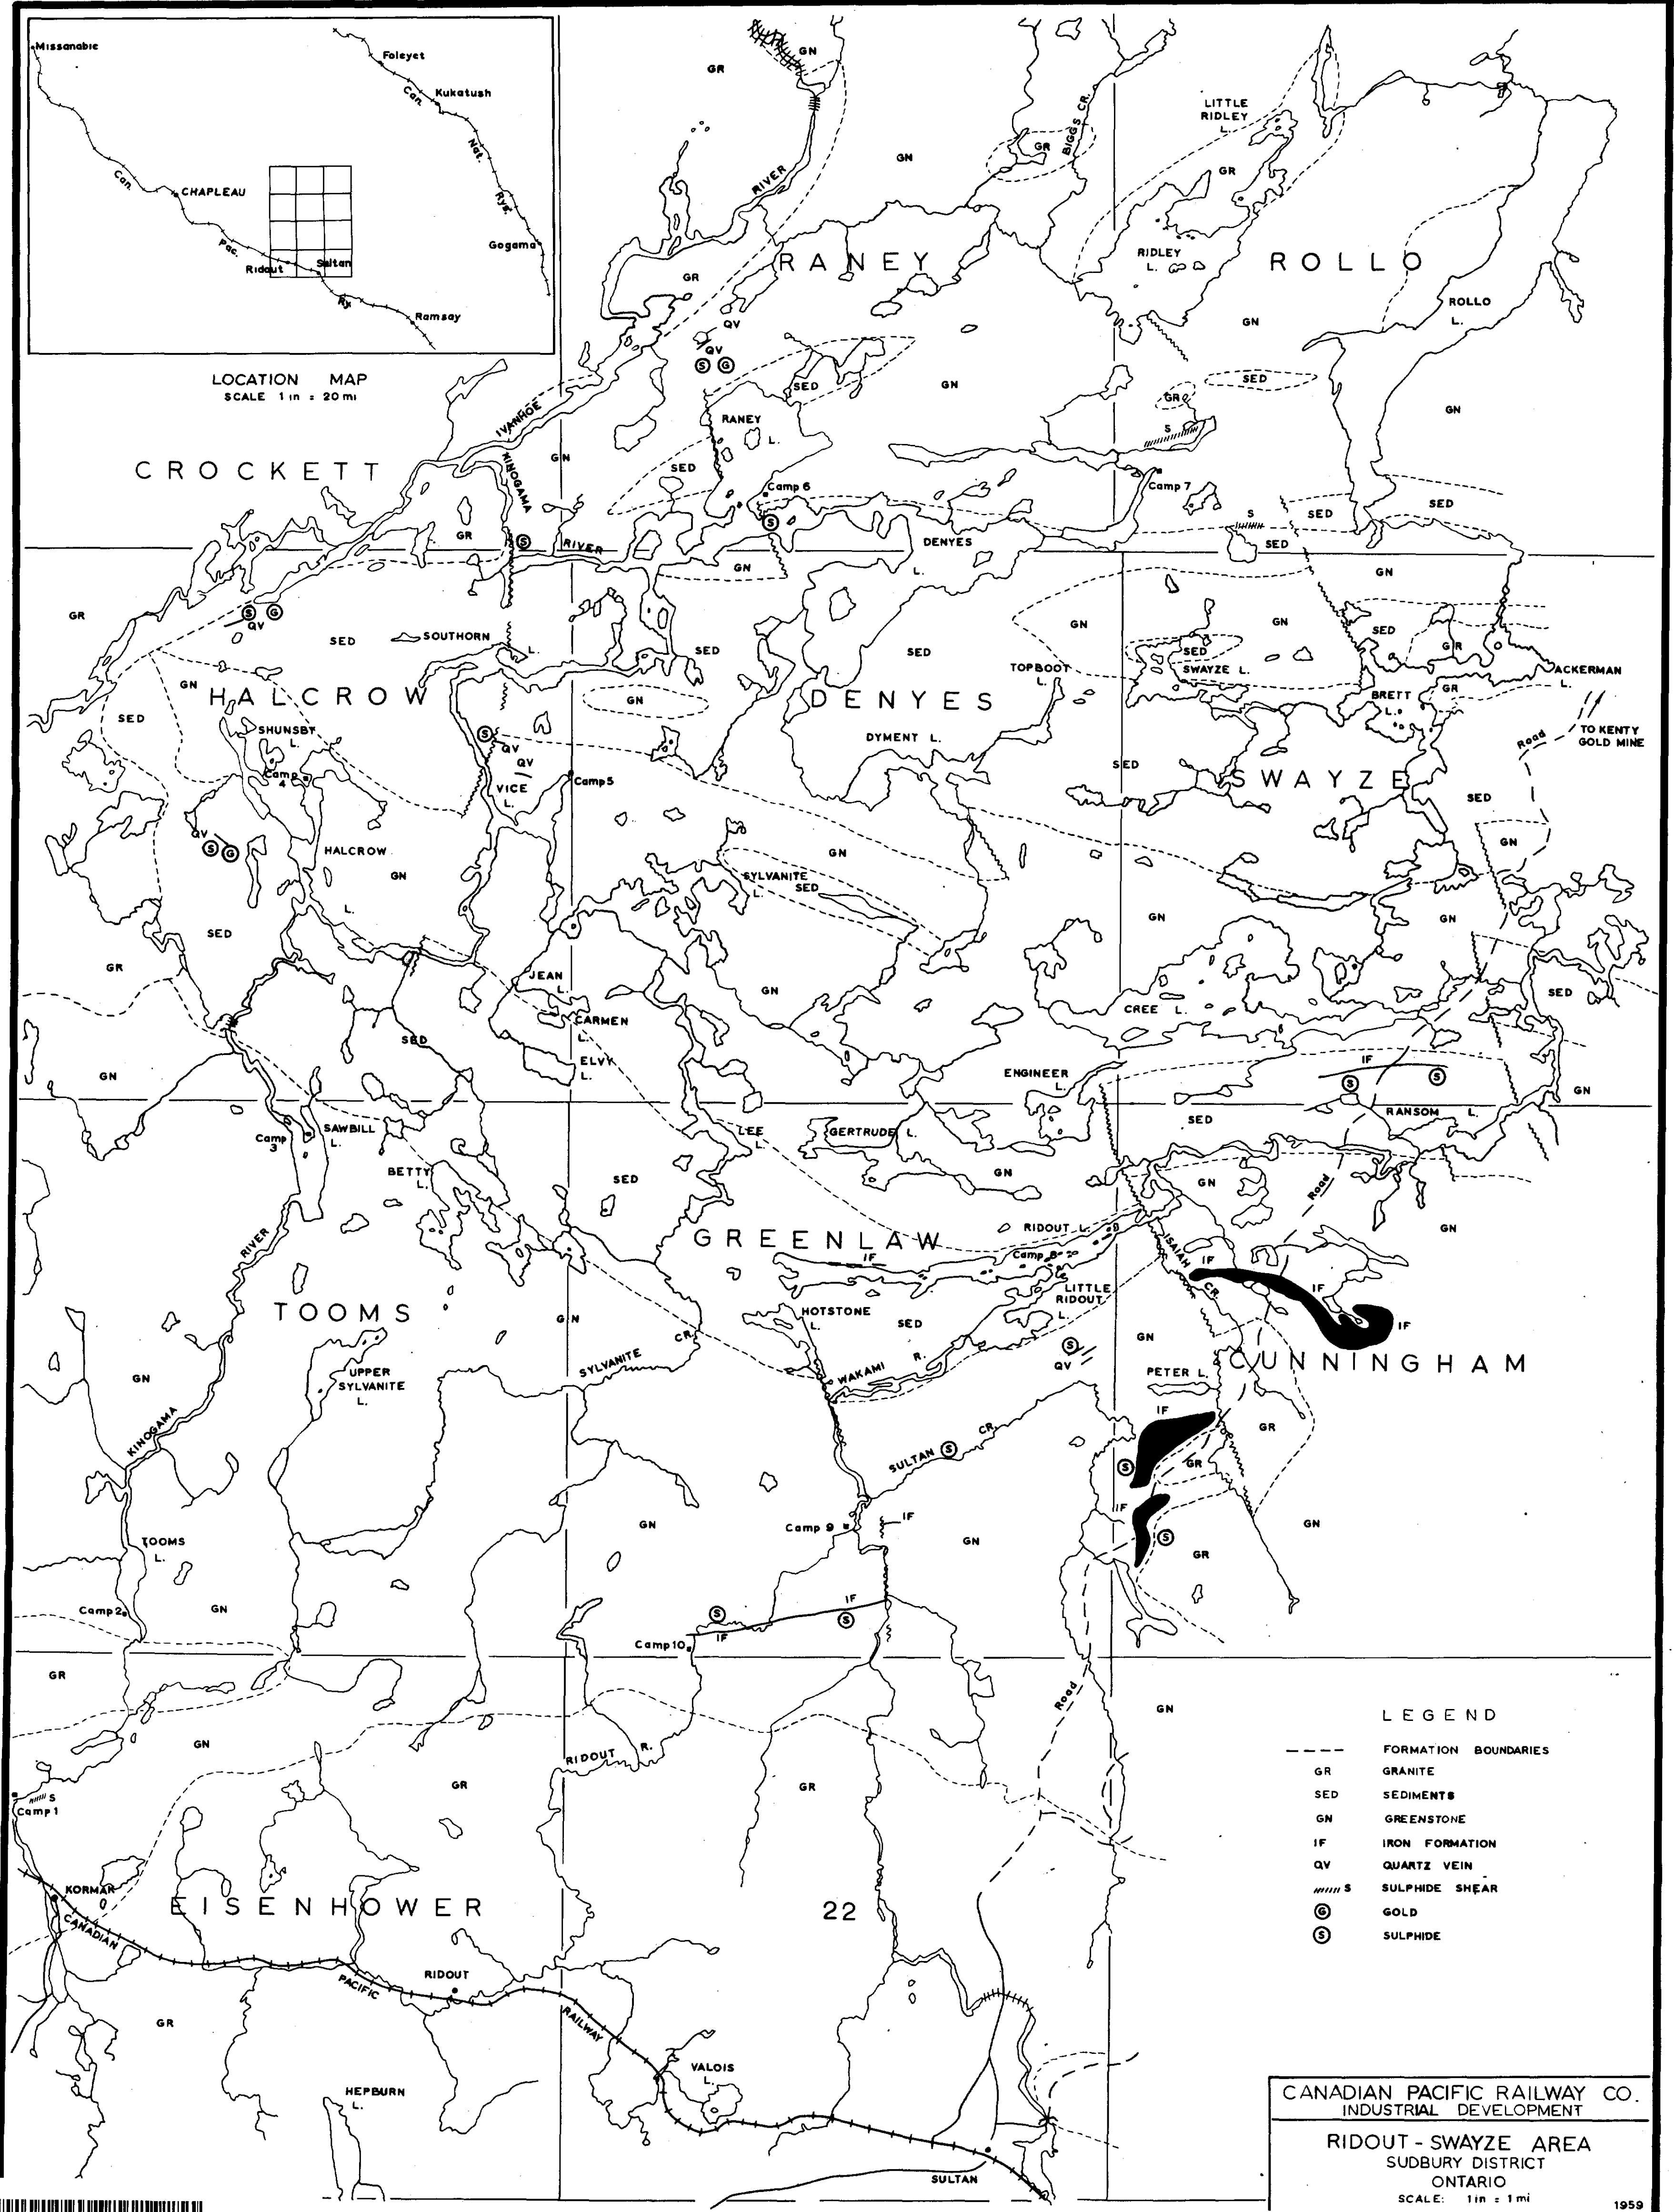 Missanabie
Foleyet
Can.
Kukatush
Nat.
Rys.
Can.
CHAPLEAU
Pac.
Ridout
Sultan
Gogama
Ry.
Ramsay
LOCATION MAP
SCALE 1 in = 20 mi
GR
GN
BIGGS CR.
LITTLE
RIDLEY
L.
GR
GN
GR
RIVER
RANEY
RIDLEY
L.
ROLLO
GR
ROLLO
L.
GN
QV
QV
S G
SED
GN
SED
GN
GR
IVANHOE
RANEY
L.
S
CROCKETT
GN
KINOGAMA
SED
Camp 6
Camp 7
S
SED
SED
GR
S
RIVER
S
DENYES
L.
SED
GN
GN
GR
S G
QV
SED
SOUTHORN
L.
SED
SED
GN
GN
SED
SED
GR
TOPBOOT
L.
SWAYZE L.
ACKERMAN
L.
GN
HALCROW
GN
DENYES
BRETT
L.
GR
SED
SHUNSBY
L.
S
QV
DYMENT L.
Road
TO KENTY
GOLD MINE
Camp
4
QV
VICE
L.
Camp 5
SED
SWAYZE
SED
QV
S G
HALCROW
L.
GN
GN
GN
SYLVANITE
L.
SED
SED
GN
GN
GR
JEAN
L.
GN
SED
CARMEN
L.
CREE L.
SED
ELVY
L.
GN
ENGINEER
L.
IF
S
S
GN
RANSOM L.
Camp
3
SAWBILL
L.
LEE
L.
GERTRUDE L.
SED
BETTY
L.
SED
GN
GN
Road
RIVER
GREENLAW
RIDOUT L.
GN
IF
Camp 8
ISAIAH
CR.
IF
TOOMS
LITTLE
RIDOUT
L.
IF
HOTSTONE
L.
SED
IF
GN
CR.
GN
S
QV
CUNNINGHAM
SYLVANITE
WAKAMI R.
PETER L.
GN
UPPER
SYLVANITE
L.
IF
KINOGAMA
SULTAN S CR.
GR
S
GR
IF
TOOMS
L.
GN
Camp 9
IF
GN
S
GN
GR
Camp 2
GN
S
IF
S
IF
Camp 10
GR
Road
GN
GN
RIDOUT R.
GR
GR
S
Camp 1
KORMAK
CANADIAN
EISENHOWER
22
PACIFIC
RIDOUT
RAILWAY
GR
VALOIS
L.
HEPBURN
L.
SULTAN
LEGEND
FORMATION BOUNDARIES
GR GRANITE
SED SEDIMENTS
GN GREENSTONE
IF IRON FORMATION
QV QUARTZ VEIN
S SULPHIDE SHEAR
G GOLD
S SULPHIDE
CANADIAN PACIFIC RAILWAY CO.
INDUSTRIAL DEVELOPMENT
RIDOUT - SWAYZE AREA
SUDBURY DISTRICT
ONTARIO
SCALE: 1 in = 1 mi
1959